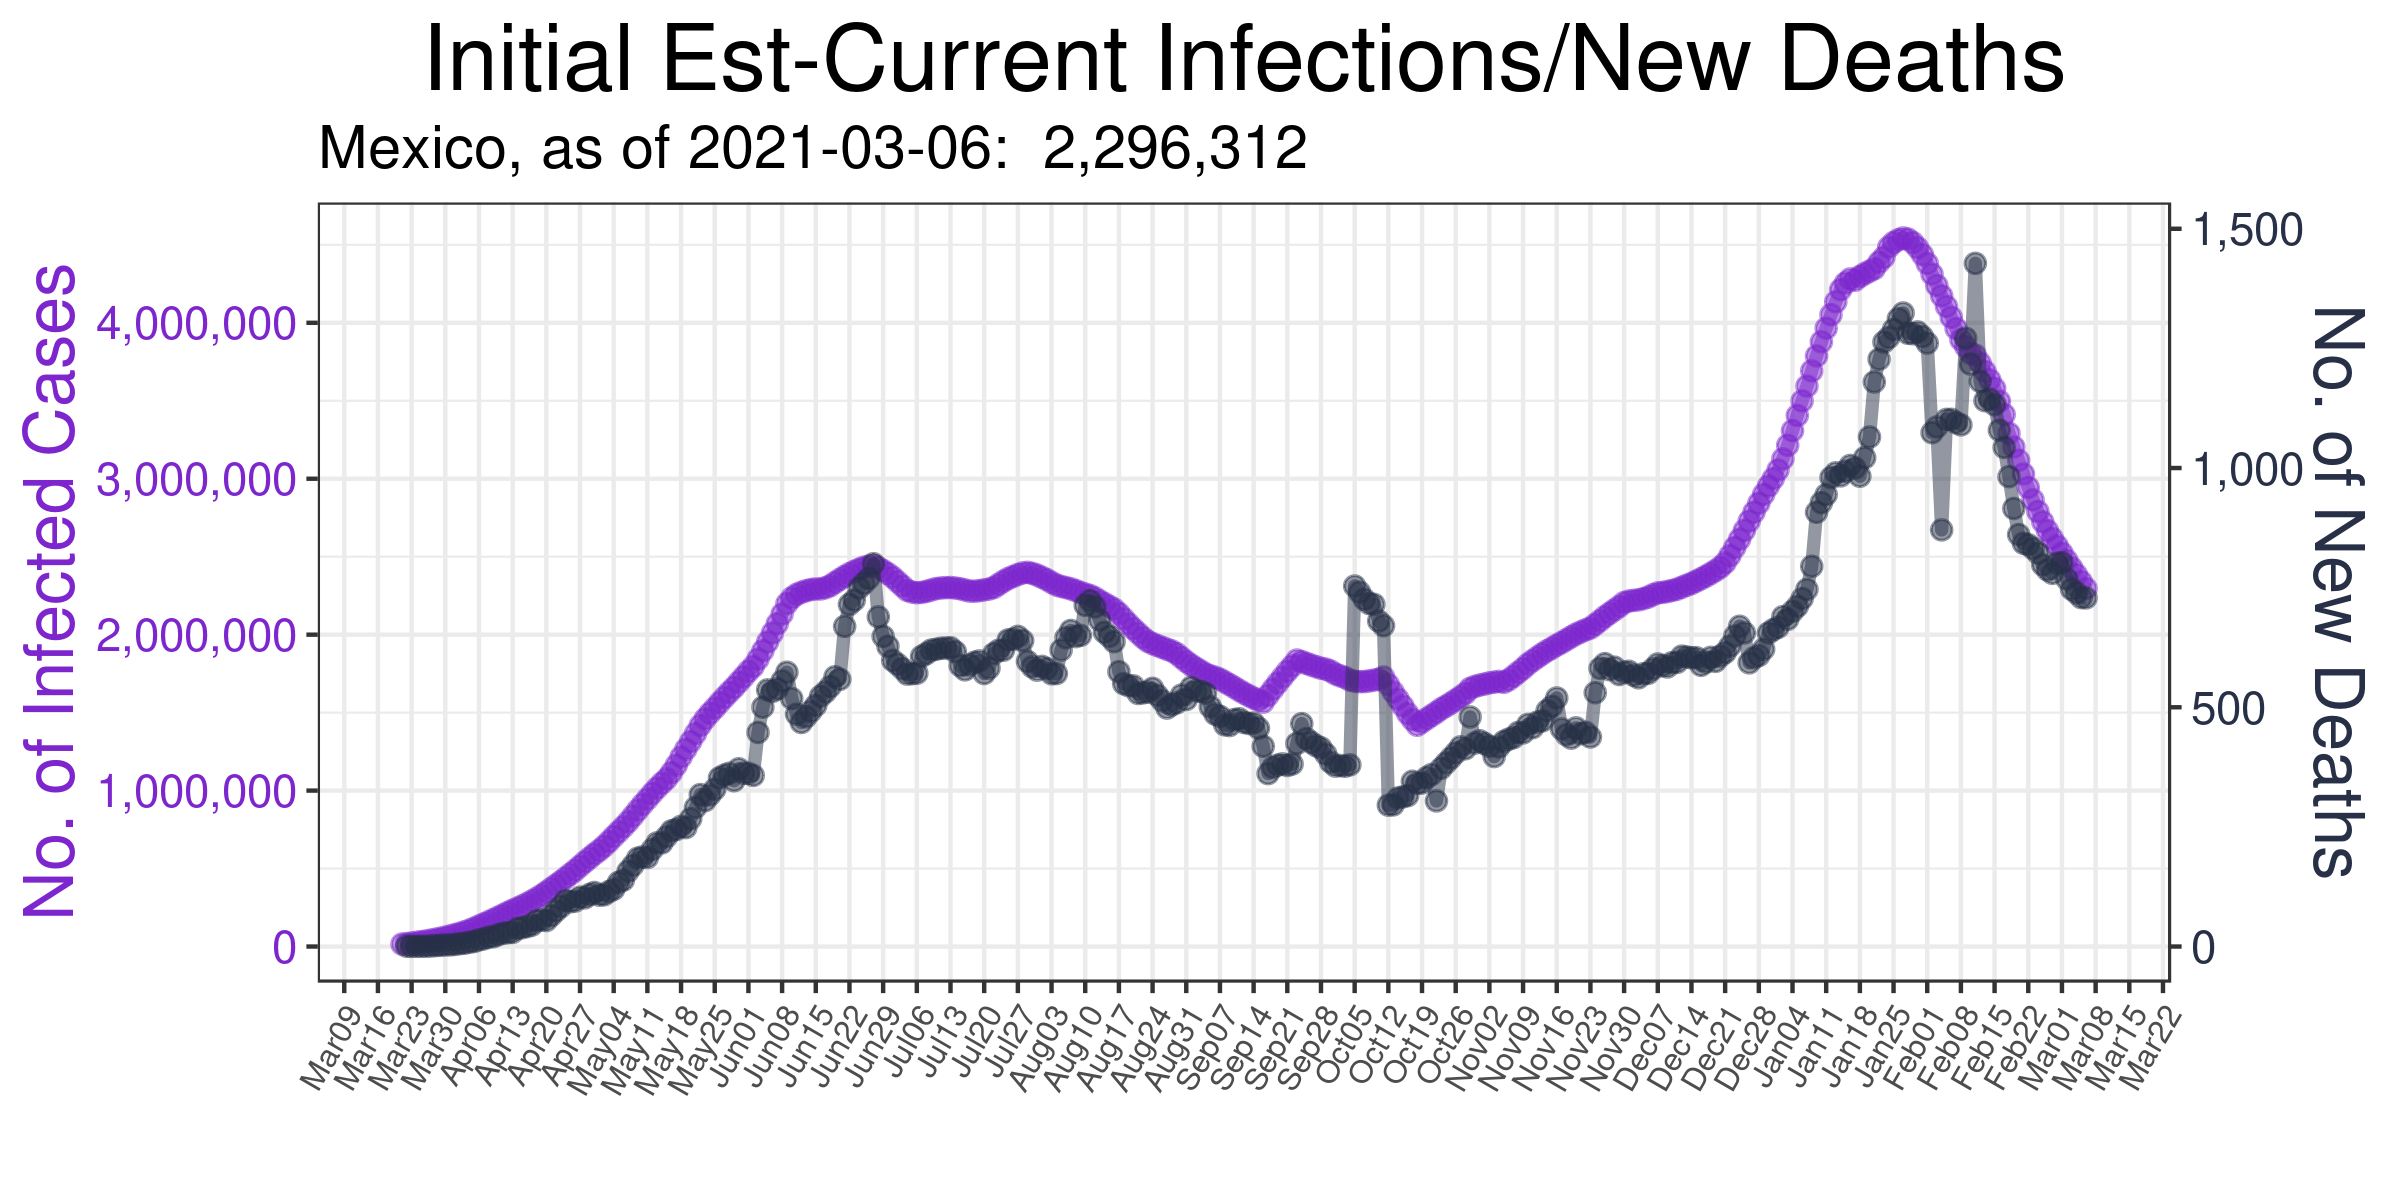 Initial Est-Current Infections/New Deaths
Mexico, as of 2021-03-06:  2,296,312
No. of Infected Cases
4,000,000
3,000,000
2,000,000
1,000,000
0
1,500
1,000
500
0
No. of New Deaths
Mar09
Mar16
Mar23
Mar30
Apr06
Apr13
Apr20
Apr27
May04
May11
May18
May25
Jun01
Jun08
Jun15
Jun22
Jun29
Jul06
Jul13
Jul20
Jul27
Aug03
Aug10
Aug17
Aug24
Aug31
Sep07
Sep14
Sep21
Sep28
Oct05
Oct12
Oct19
Oct26
Nov02
Nov09
Nov16
Nov23
Nov30
Dec07
Dec14
Dec21
Dec28
Jan04
Jan11
Jan18
Jan25
Feb01
Feb08
Feb15
Feb22
Mar01
Mar08
Mar15
Mar22